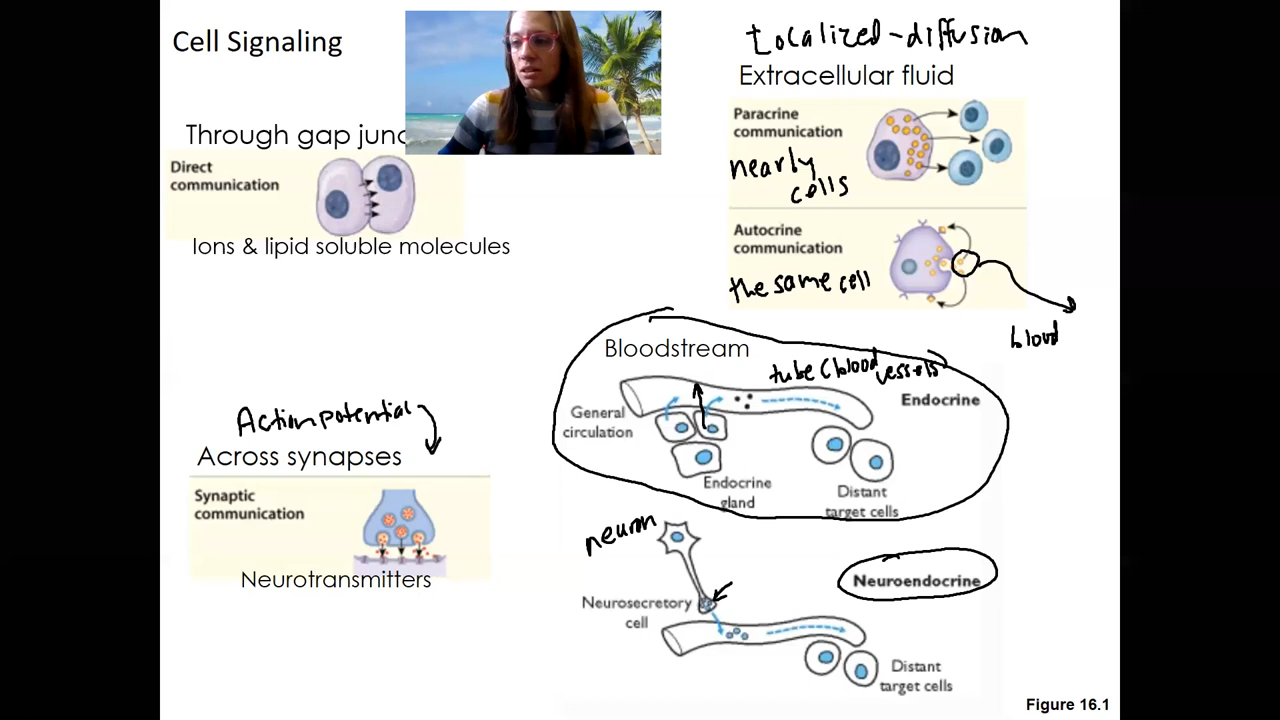 Cell Signaling
Through gap junc
Direct
communication
Ions & lipid soluble molecules
Localized - diffusion
Extracellular fluid
Paracrine
communication
nearly
cells
Autocrine
communication
the same cell
blood
Bloodstream
tube (blood vessels)
Endocrine
General
circulation
Endocrine
gland
Distant
target cells
Action potential
Across synapses
Synaptic
communication
Neurotransmitters
neuron
Neuroendocrine
Neurosecretory
cell
Distant
target cells
Figure 16.1